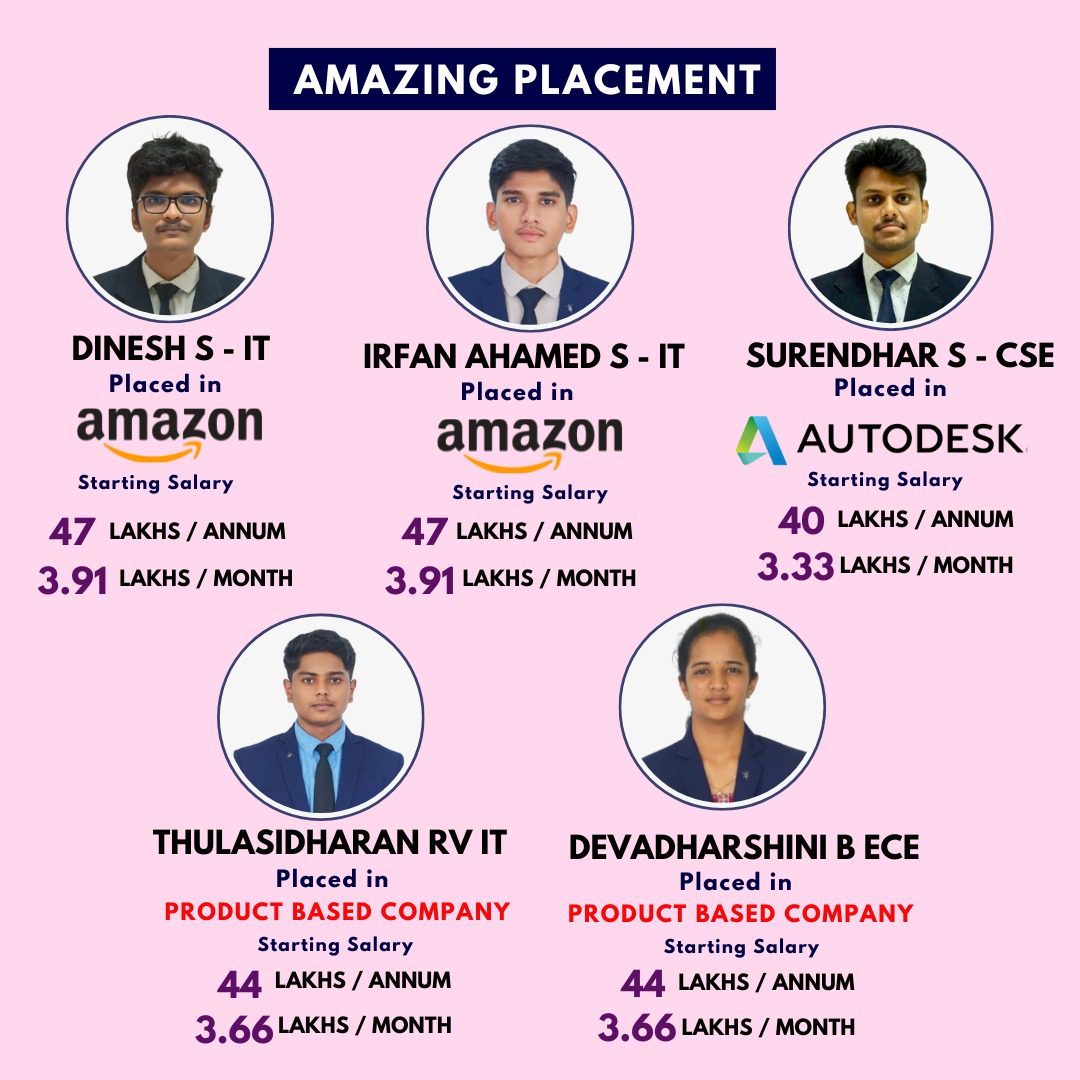 AMAZING PLACEMENT
DINESH S - IT
Placed in
amazon
Starting Salary
47 LAKHS / ANNUM
3.91 LAKHS / MONTH
IRFAN AHAMED S - IT
Placed in
amazon
Starting Salary
47 LAKHS / ANNUM
3.91 LAKHS / MONTH
SURENDHAR S - CSE
Placed in
AUTODESK
Starting Salary
40 LAKHS / ANNUM
3.33 LAKHS / MONTH
THULASIDHARAN RV IT
Placed in
PRODUCT BASED COMPANY
Starting Salary
44 LAKHS / ANNUM
3.66 LAKHS / MONTH
DEVADHARSHINI B ECE
Placed in
PRODUCT BASED COMPANY
Starting Salary
44 LAKHS / ANNUM
3.66 LAKHS / MONTH